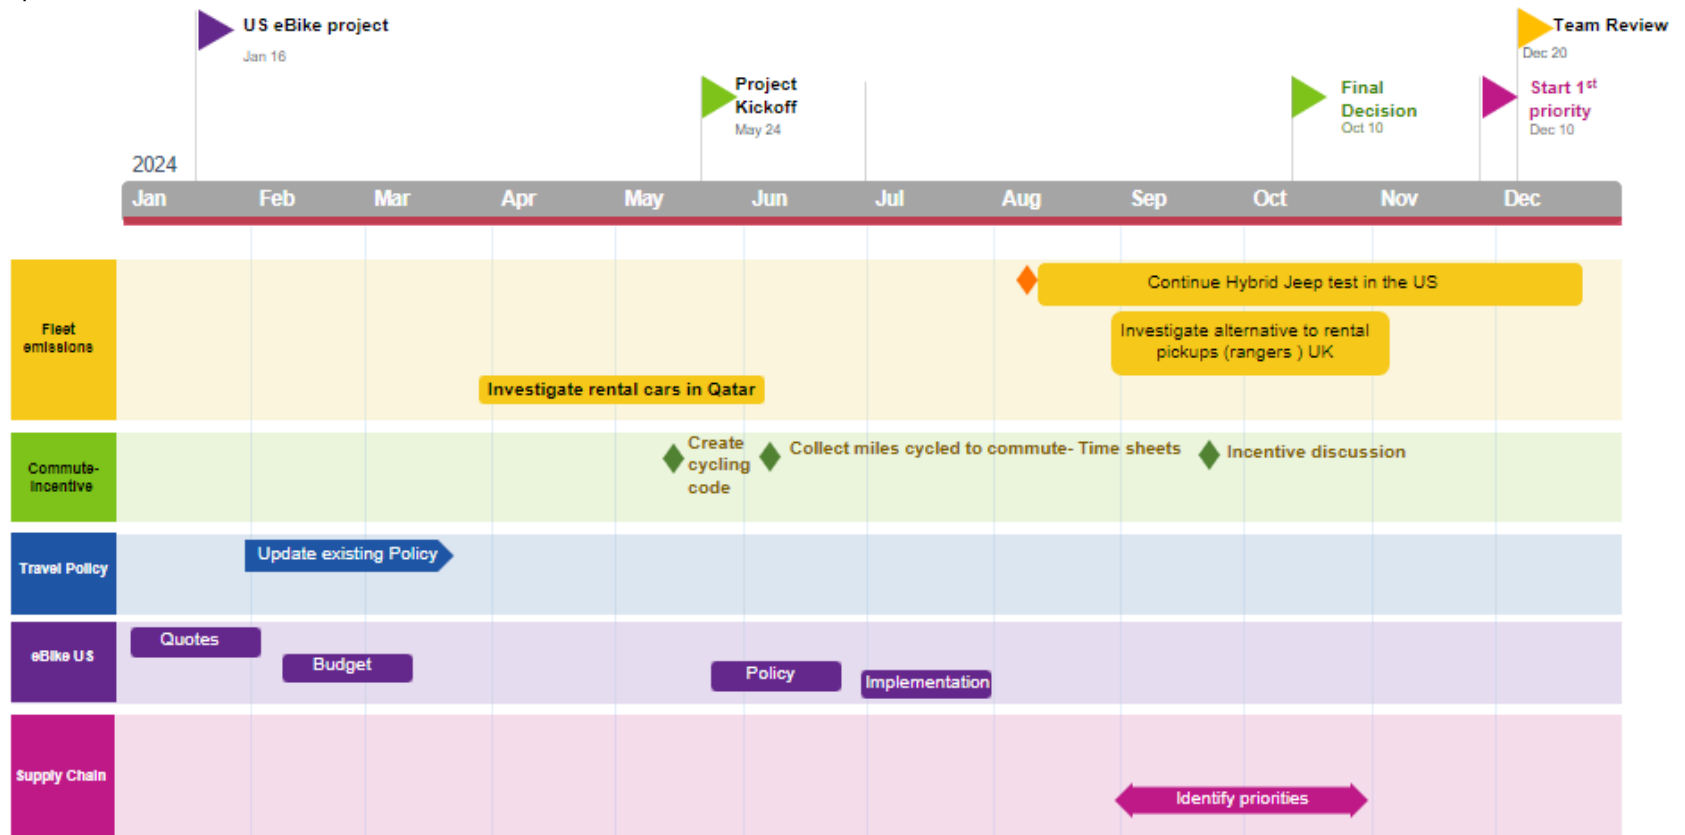 US eBike project
Jan 16
Team Review
Dec 20
Project
Kickoff
May 24
Final
Decision
Oct 10
Start 1st
priority
Dec 10
2024
Jan Feb Mar Apr May Jun Jul Aug Sep Oct Nov Dec
Fleet
emissions
Continue Hybrid Jeep test in the US
Investigate alternative to rental
pickups (rangers ) UK
Investigate rental cars in Qatar
Commute-
Incentive
Create
cycling
code
Collect miles cycled to commute- Time sheets
Incentive discussion
Travel Policy
Update existing Policy
eBike US
Quotes
Budget
Policy
Implementation
Supply Chain
Identify priorities